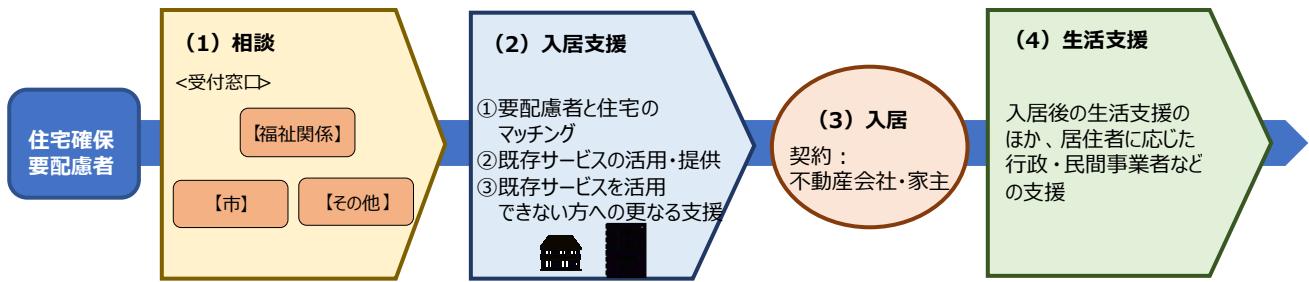 住宅確保
要配慮者
（1）相談
<受付窓口>
【福祉関係】
【市】
【その他】
（2）入居支援
①要配慮者と住宅の
マッチング
②既存サービスの活用・提供
③既存サービスを活用
できない方への更なる支援
（3）入居
契約：
不動産会社・家主
（4）生活支援
入居後の生活支援の
ほか、居住者に応じた
行政・民間事業者など
の支援